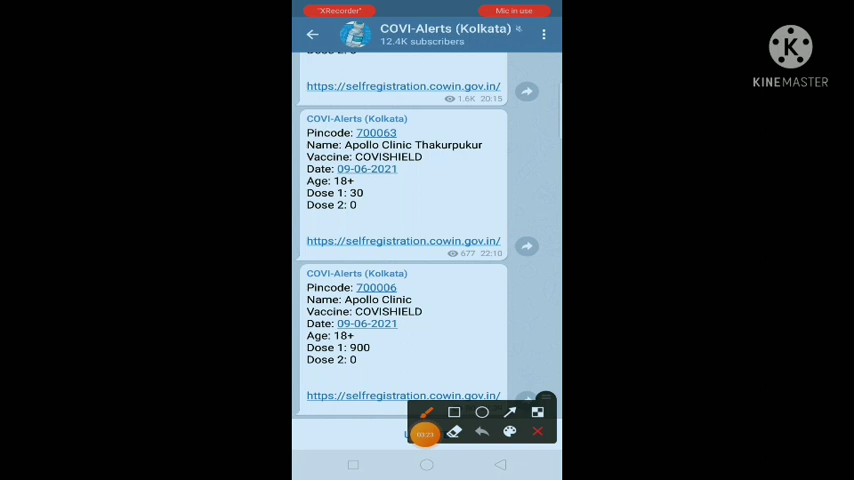 "XRecorder"
Mic in use
COVI-Alerts (Kolkata)
12.4K subscribers
https://selfregistration.cowin.gov.in/
1.6K 20:15
COVI-Alerts (Kolkata)
Pincode: 700063
Name: Apollo Clinic Thakurpukur
Vaccine: COVISHIELD
Date: 09-06-2021
Age: 18+
Dose 1: 30
Dose 2: 0
https://selfregistration.cowin.gov.in/
677 22:10
COVI-Alerts (Kolkata)
Pincode: 700006
Name: Apollo Clinic
Vaccine: COVISHIELD
Date: 09-06-2021
Age: 18+
Dose 1: 900
Dose 2: 0
https://selfregistration.cowin.gov.in/
03:23
K
KINEMASTER